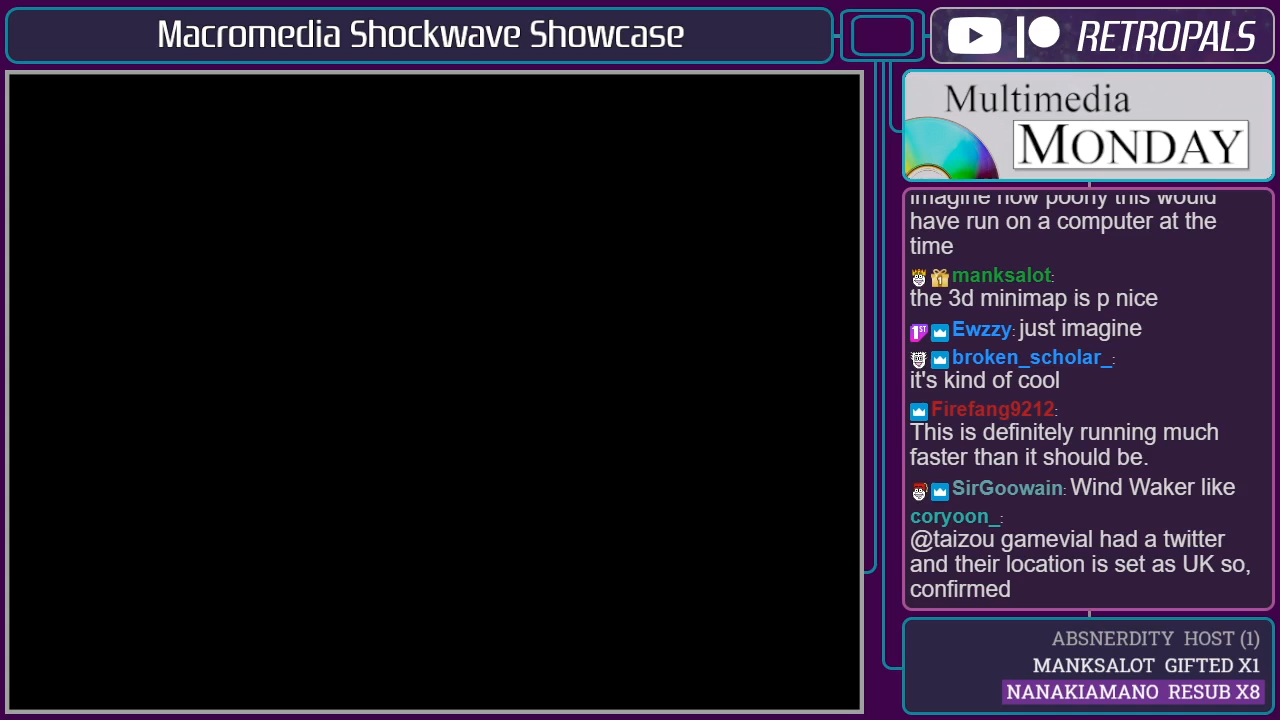 Macromedia Shockwave Showcase
RETROPALS
Multimedia
MONDAY
imagine how poorly this would
have run on a computer at the
time
manksalot:
the 3d minimap is p nice
1ST Ewzzy: just imagine
broken_scholar_:
it's kind of cool
Firefang9212:
This is definitely running much
faster than it should be.
SirGoowain: Wind Waker like
coryoon_:
@taizou gamevial had a twitter
and their location is set as UK so,
confirmed
ABSNERDITY HOST (1)
MANKSALOT GIFTED X1
NANAKIAMANO RESUB X8